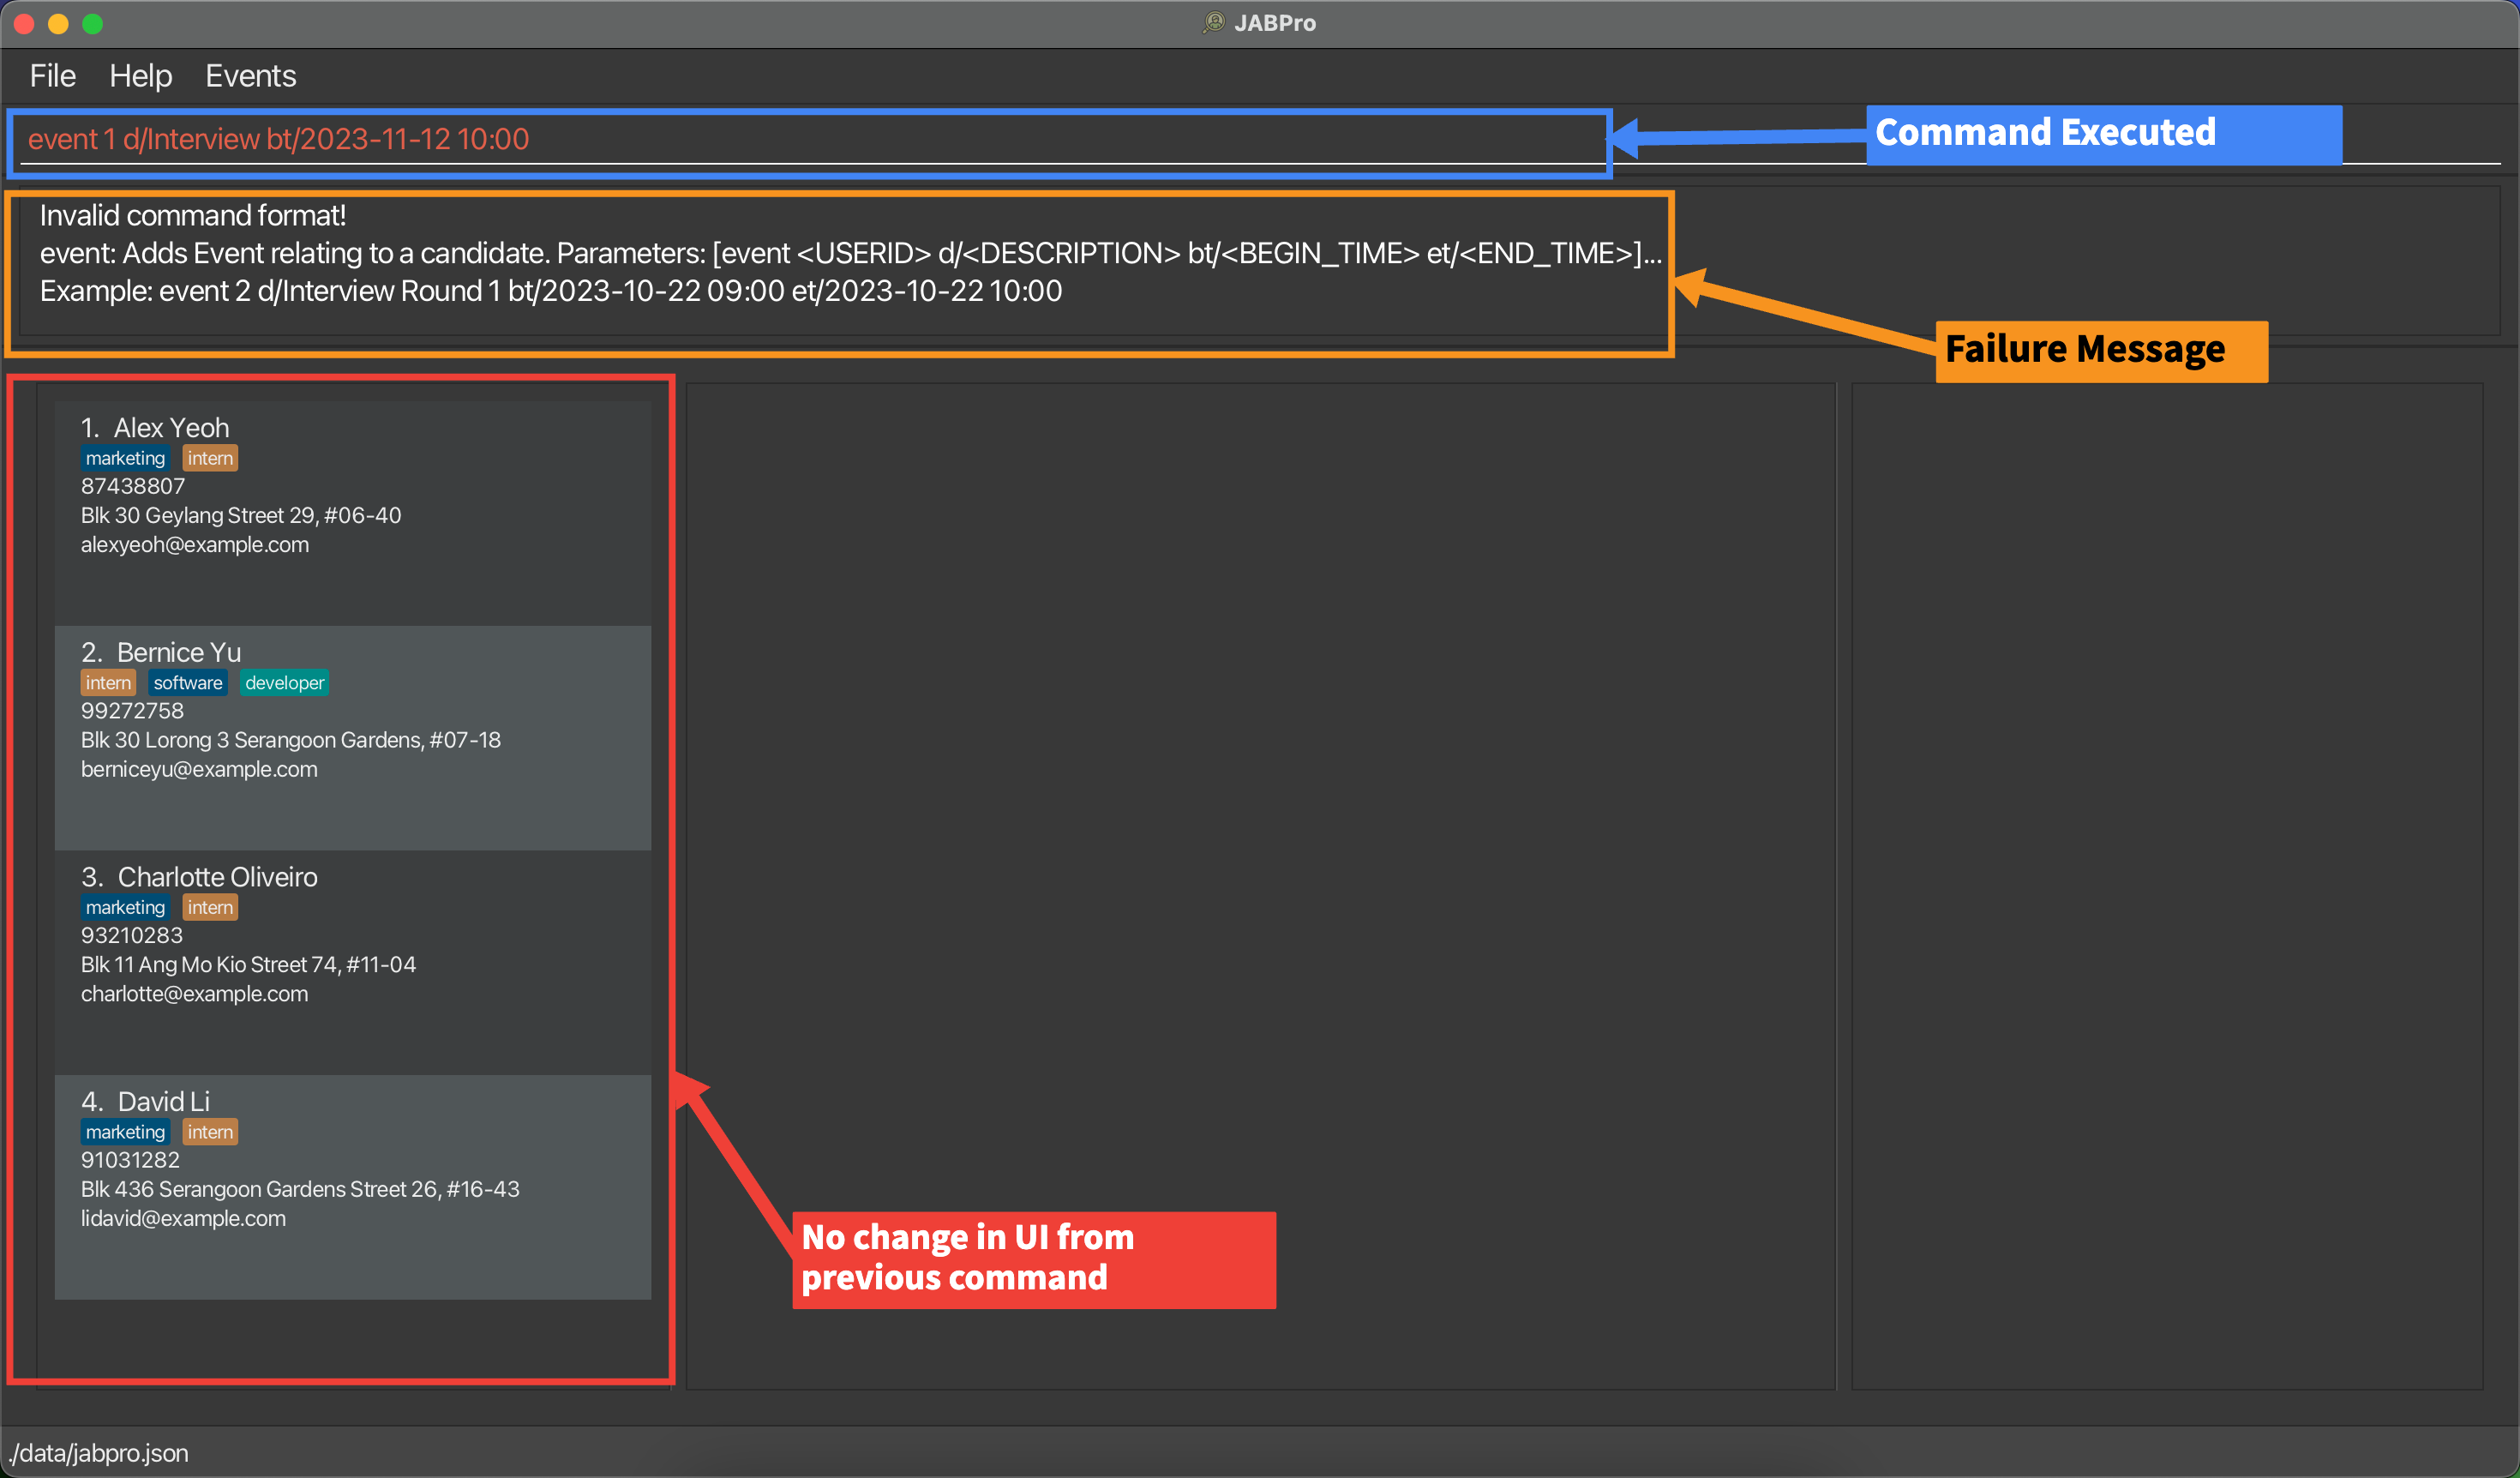 JABPro
File Help Events
event 1 d/Interview bt/2023-11-12 10:00
Command Executed
Invalid command format!
event: Adds Event relating to a candidate. Parameters: [event <USERID> d/<DESCRIPTION> bt/<BEGIN_TIME> et/<END_TIME>]...
Example: event 2 d/Interview Round 1 bt/2023-10-22 09:00 et/2023-10-22 10:00
Failure Message
1. Alex Yeoh
marketing intern
87438807
Blk 30 Geylang Street 29, #06-40
alexyeoh@example.com
2. Bernice Yu
intern software developer
99272758
Blk 30 Lorong 3 Serangoon Gardens, #07-18
berniceyu@example.com
3. Charlotte Oliveiro
marketing intern
93210283
Blk 11 Ang Mo Kio Street 74, #11-04
charlotte@example.com
4. David Li
marketing intern
91031282
Blk 436 Serangoon Gardens Street 26, #16-43
lidavid@example.com
No change in UI from
previous command
./data/jabpro.json